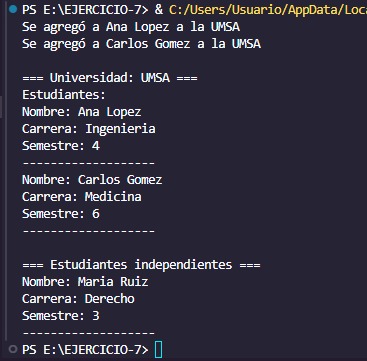 PS E:\EJERCICIO-7> & C:/Users/Usuario/AppData/Loca
Se agregó a Ana Lopez a la UMSA
Se agregó a Carlos Gomez a la UMSA
=== Universidad: UMSA ===
Estudiantes:
Nombre: Ana Lopez
Carrera: Ingenieria
Semestre: 4
-------------------
Nombre: Carlos Gomez
Carrera: Medicina
Semestre: 6
-------------------
=== Estudiantes independientes ===
Nombre: Maria Ruiz
Carrera: Derecho
Semestre: 3
-------------------
PS E:\EJERCICIO-7>